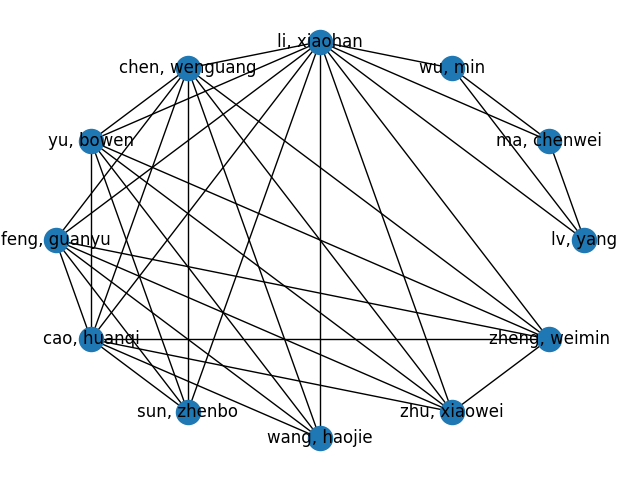 li, xiaohan
chen, wenguang
wu, min
yu, bowen
ma, chenwei
feng, guanyu
lv, yang
cao, huanqi
zheng, weimin
sun, zhenbo
zhu, xiaowei
wang, haojie